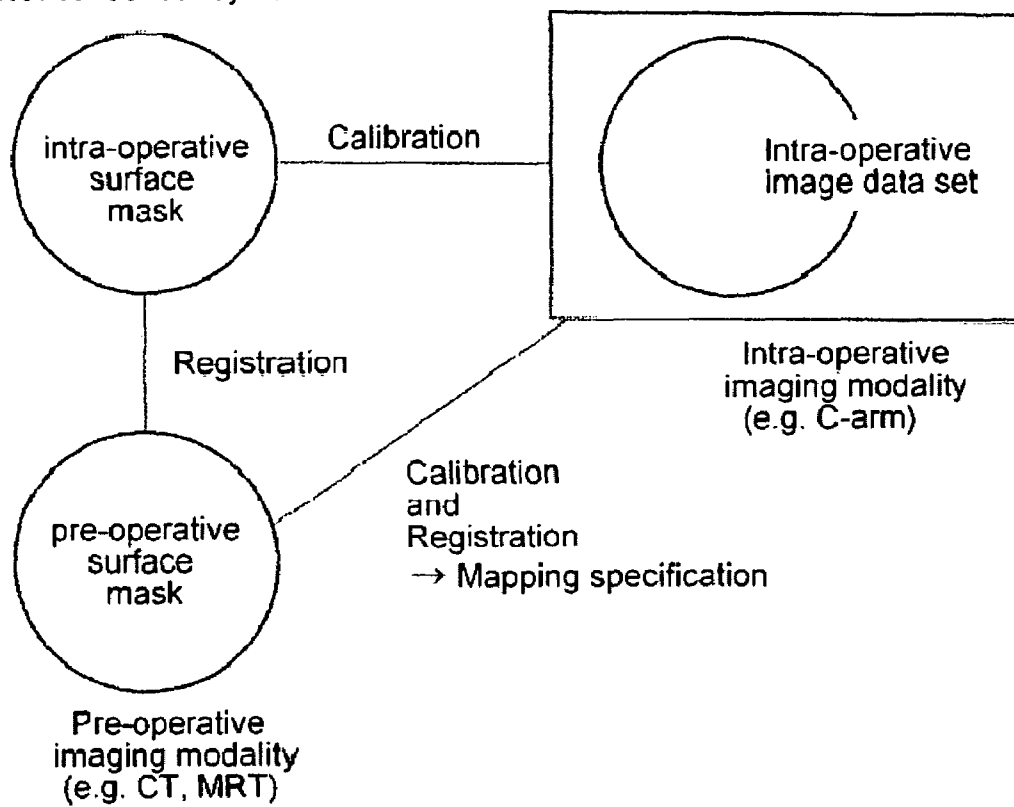 intra-operative
surface
mask
Calibration
Intra-operative
image data set
Intra-operative
imaging modality
(e.g. C-arm)
Registration
Calibration
and
Registration
→ Mapping specification
pre-operative
surface
mask
Pre-operative
imaging modality
(e.g. CT, MRT)